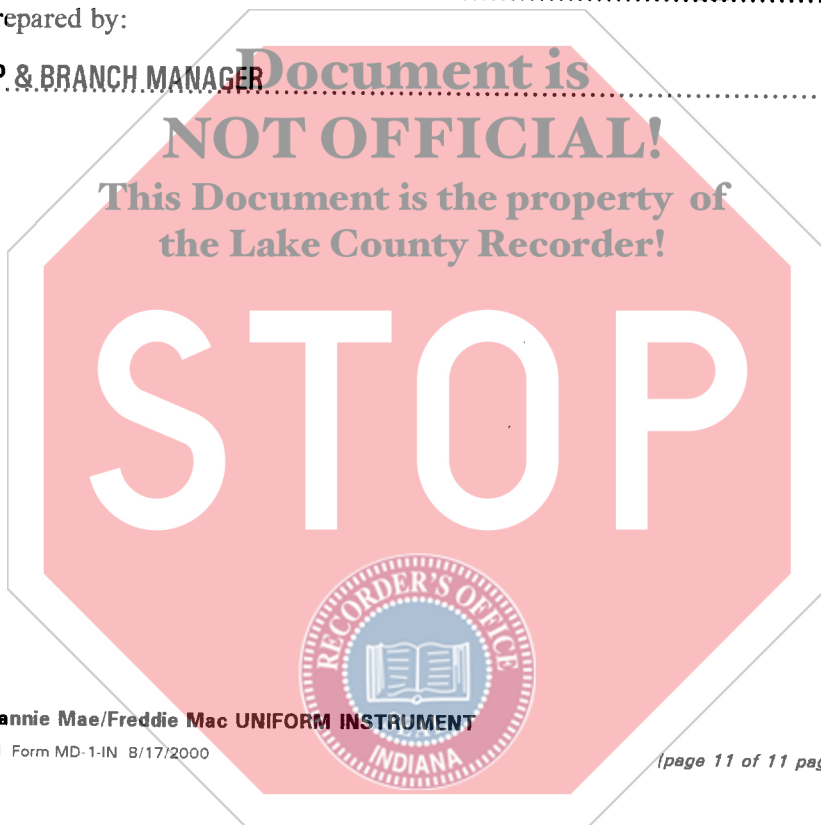 repared by:
P & BRANCH MANAGER
Document is
NOT OFFICIAL!
This Document is the property of
the Lake County Recorder!
STOP
RECORDER'S OFFICE
INDIANA
annie Mae/Freddie Mac UNIFORM INSTRUMENT
Form MD-1-IN 8/17/2000
(page 11 of 11 pag